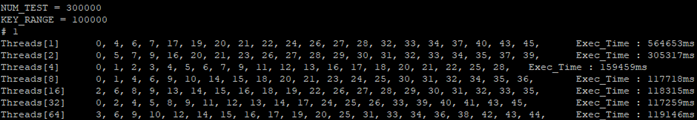 NUM_TEST = 300000
KEY_RANGE = 100000
# 1
Threads[1] 0, 4, 6, 7, 17, 19, 20, 21, 22, 24, 26, 27, 28, 32, 33, 34, 37, 40, 43, 45, Exec_Time : 564653ms
Threads[2] 0, 5, 7, 9, 16, 20, 21, 23, 26, 27, 28, 29, 30, 31, 32, 33, 34, 35, 37, 39, Exec_Time : 305317ms
Threads[4] 0, 1, 2, 3, 4, 5, 6, 7, 9, 11, 12, 13, 16, 17, 18, 20, 21, 22, 25, 28, Exec_Time : 159459ms
Threads[8] 0, 1, 4, 6, 9, 10, 14, 15, 18, 20, 21, 23, 24, 25, 30, 31, 32, 34, 35, 36, Exec_Time : 117718ms
Threads[16] 2, 6, 8, 9, 13, 14, 15, 16, 18, 19, 22, 26, 27, 28, 29, 30, 31, 32, 33, 35, Exec_Time : 118315ms
Threads[32] 0, 2, 4, 5, 8, 9, 11, 12, 13, 14, 17, 24, 25, 26, 33, 39, 40, 41, 43, 45, Exec_Time : 117259ms
Threads[64] 3, 6, 9, 10, 12, 14, 15, 16, 17, 19, 20, 25, 31, 33, 34, 36, 38, 42, 43, 44, Exec_Time : 119146ms